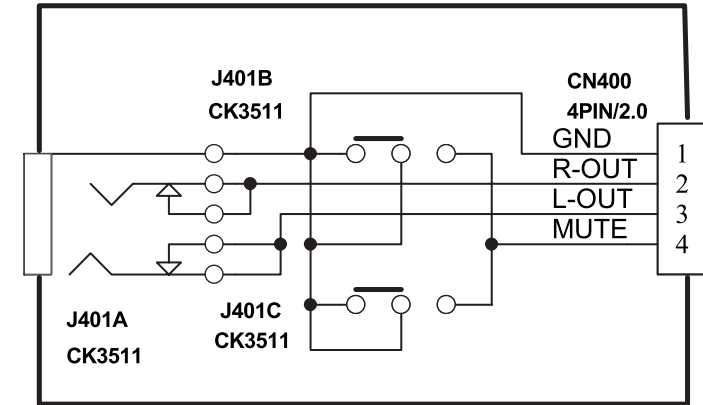 J401B
CK3511
CN400
4PIN/2.0
GND
1
R-OUT
2
L-OUT
3
MUTE
4
J401A
CK3511
J401C
CK3511